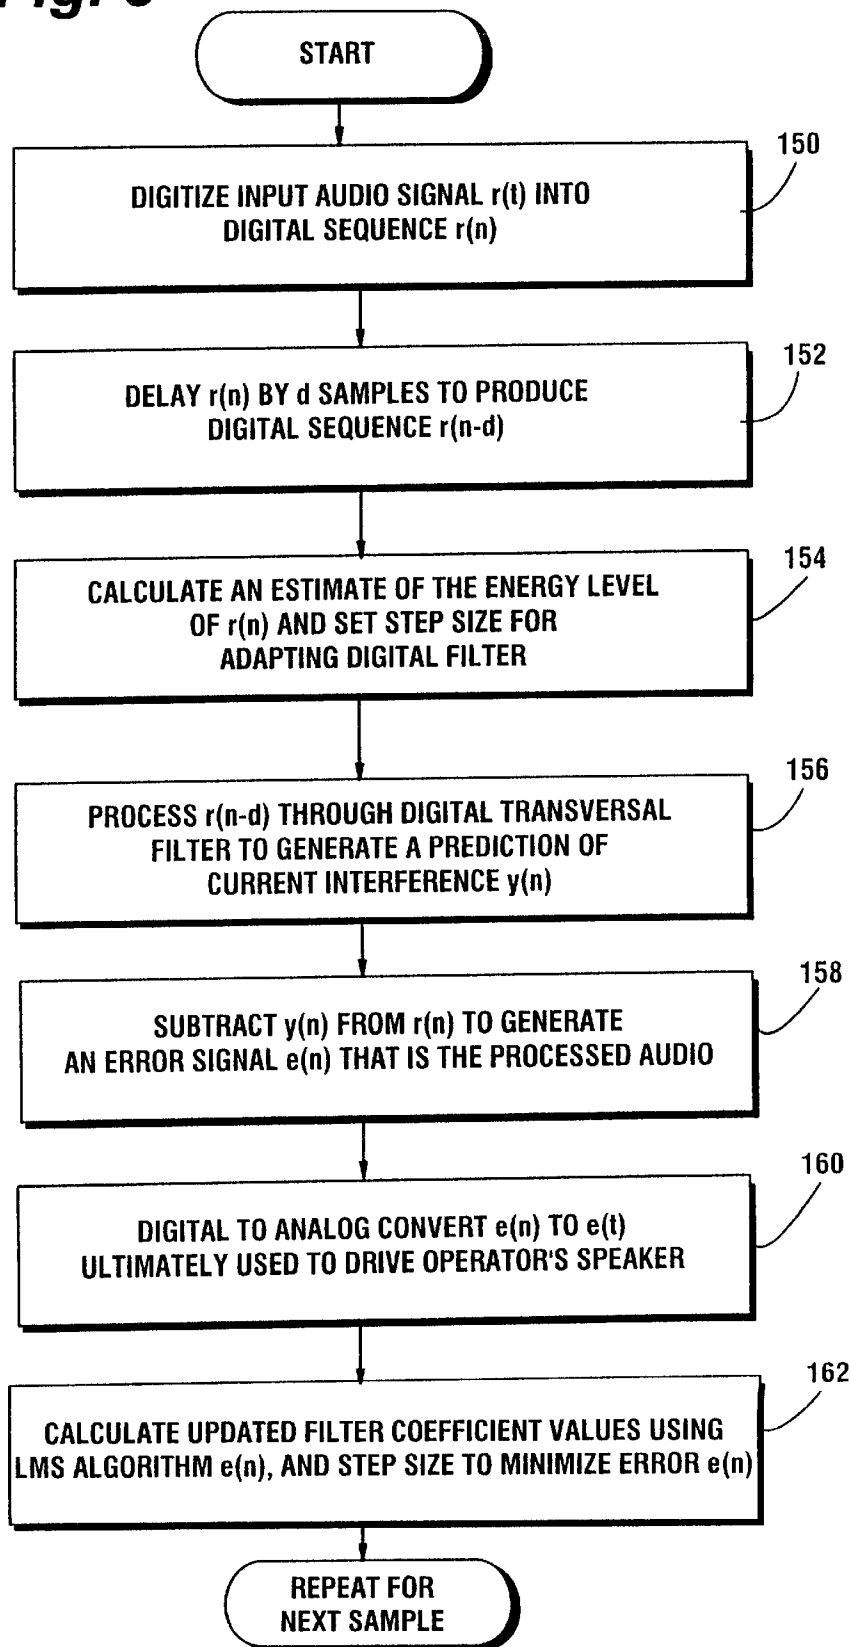 START
150
DIGITIZE INPUT AUDIO SIGNAL r(t) INTO
DIGITAL SEQUENCE r(n)
152
DELAY r(n) BY d SAMPLES TO PRODUCE
DIGITAL SEQUENCE r(n-d)
154
CALCULATE AN ESTIMATE OF THE ENERGY LEVEL
OF r(n) AND SET STEP SIZE FOR
ADAPTING DIGITAL FILTER
156
PROCESS r(n-d) THROUGH DIGITAL TRANSVERSAL
FILTER TO GENERATE A PREDICTION OF
CURRENT INTERFERENCE y(n)
158
SUBTRACT y(n) FROM r(n) TO GENERATE
AN ERROR SIGNAL e(n) THAT IS THE PROCESSED AUDIO
160
DIGITAL TO ANALOG CONVERT e(n) TO e(t)
ULTIMATELY USED TO DRIVE OPERATOR'S SPEAKER
162
CALCULATE UPDATED FILTER COEFFICIENT VALUES USING
LMS ALGORITHM e(n), AND STEP SIZE TO MINIMIZE ERROR e(n)
REPEAT FOR
NEXT SAMPLE